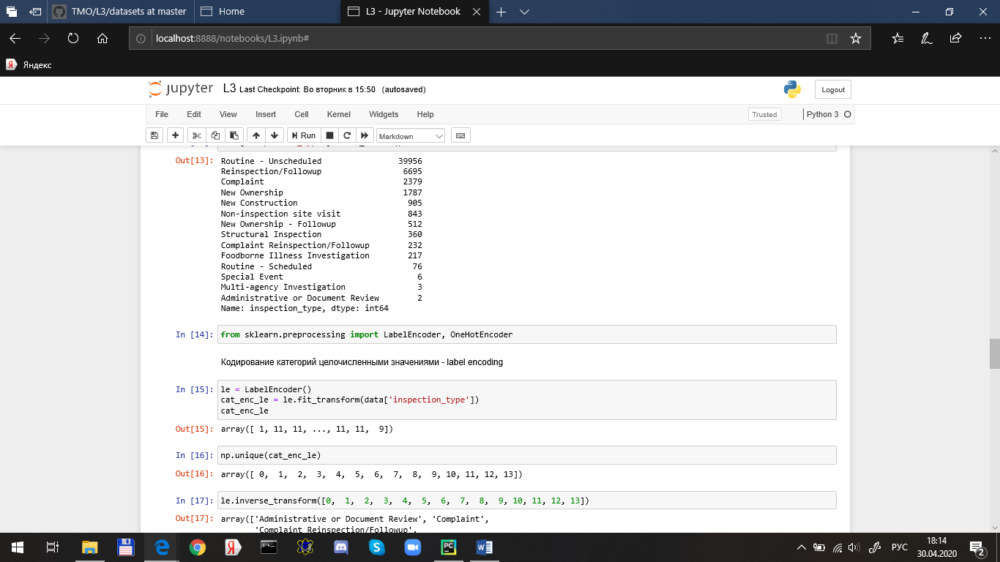 TMO/L3/datasets at master
Home
L3 - Jupyter Notebook
localhost:8888/notebooks/L3.ipynb#
Я Яндекс
jupyter L3 Last Checkpoint: Во вторник в 15:50 (autosaved)
Logout
File Edit View Insert Cell Kernel Widgets Help
Trusted
Python 3
Run
Markdown
Out[13]: Routine - Unscheduled 39956
Reinspection/Followup 6695
Complaint 2379
New Ownership 1787
New Construction 905
Non-inspection site visit 843
New Ownership - Followup 512
Structural Inspection 360
Complaint Reinspection/Followup 232
Foodborne Illness Investigation 217
Routine - Scheduled 76
Special Event 6
Multi-agency Investigation 3
Administrative or Document Review 2
Name: inspection_type, dtype: int64
In [14]: from sklearn.preprocessing import LabelEncoder, OneHotEncoder
Кодирование категорий целочисленными значениями - label encoding
In [15]: le = LabelEncoder()
cat_enc_le = le.fit_transform(data['inspection_type'])
cat_enc_le
Out[15]: array([ 1, 11, 11, ..., 11, 11,  9])
In [16]: np.unique(cat_enc_le)
Out[16]: array([ 0,  1,  2,  3,  4,  5,  6,  7,  8,  9, 10, 11, 12, 13])
In [17]: le.inverse_transform([0,  1,  2,  3,  4,  5,  6,  7,  8,  9, 10, 11, 12, 13])
Out[17]: array(['Administrative or Document Review', 'Complaint',
'Complaint Reinspection/Followup',
РУС
18:14
30.04.2020
2